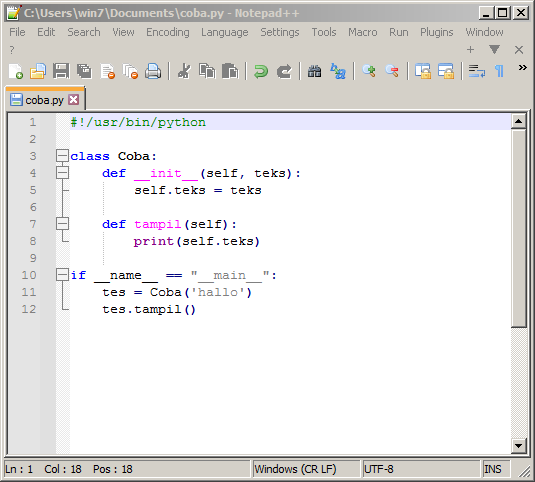 C:\Users\win7\Documents\coba.py - Notepad++
File Edit Search View Encoding Language Settings Tools Macro Run Plugins Window
? + ▼ ✕
coba.py
1 #!/usr/bin/python
2
3 class Coba:
4     def __init__(self, teks):
5         self.teks = teks
6
7     def tampil(self):
8         print(self.teks)
9
10 if __name__ == "__main__":
11     tes = Coba('hallo')
12     tes.tampil()
Ln : 1 Col : 18 Pos : 18 Windows (CR LF) UTF-8 INS